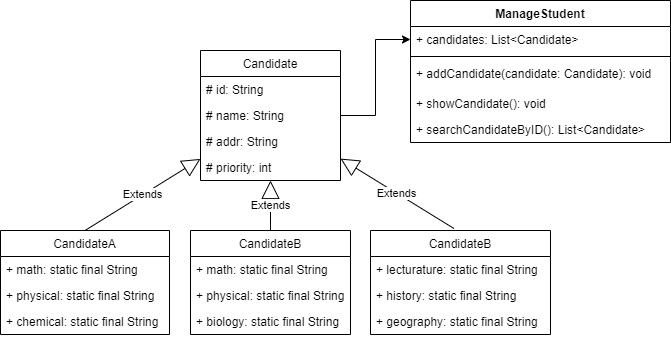 ManageStudent
+ candidates: List<Candidate>
+ addCandidate(candidate: Candidate): void
+ showCandidate(): void
+ searchCandidateByID(): List<Candidate>
Candidate
# id: String
# name: String
# addr: String
# priority: int
Extends
Extends
Extends
CandidateA
+ math: static final String
+ physical: static final String
+ chemical: static final String
CandidateB
+ math: static final String
+ physical: static final String
+ biology: static final String
CandidateB
+ lecturature: static final String
+ history: static final String
+ geography: static final String